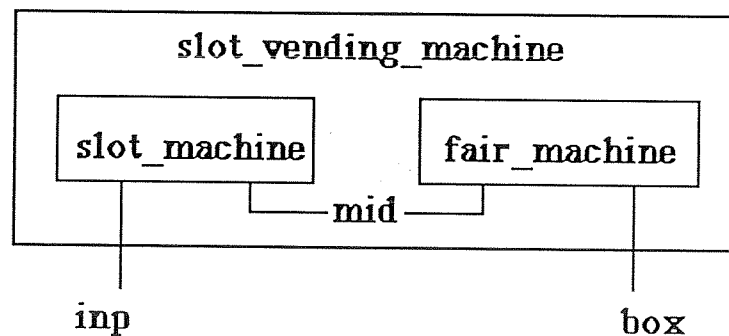 slot_vending_machine
slot_machine
fair_machine
mid
inp
box